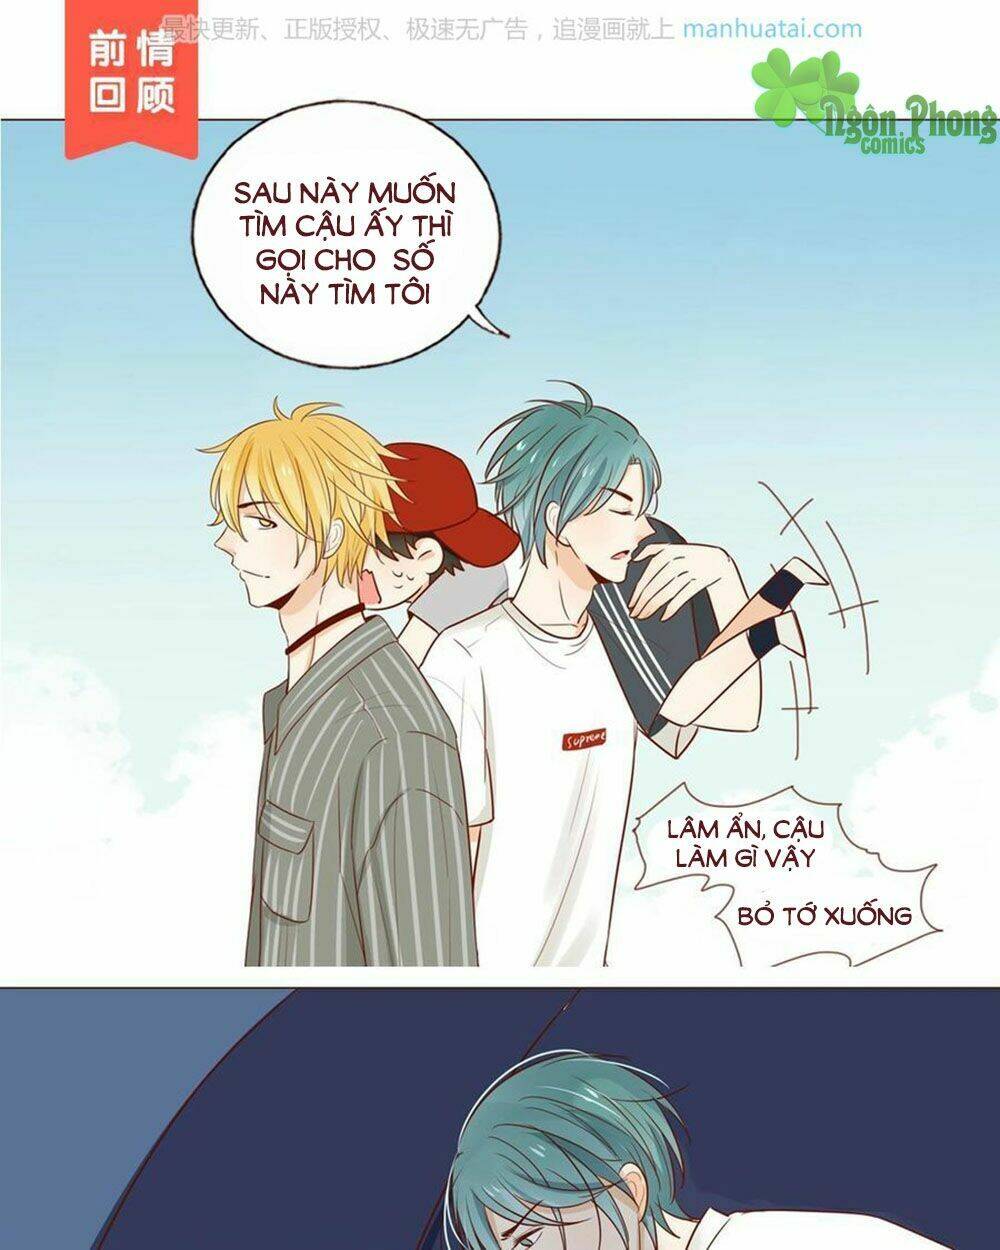 最快更新、正版授权、极速无广告，追漫画就上 manhuatai.com
前情
回顾
Ngôn Phong
comics
SAU NÀY MUỐN
TÌM CẬU ẤY THÌ
GỌI CHO SỐ
NÀY TÌM TÔI
Supreme
LÂM ẨN, CẬU
LÀM GÌ VẬY
BỎ TỚ XUỐNG